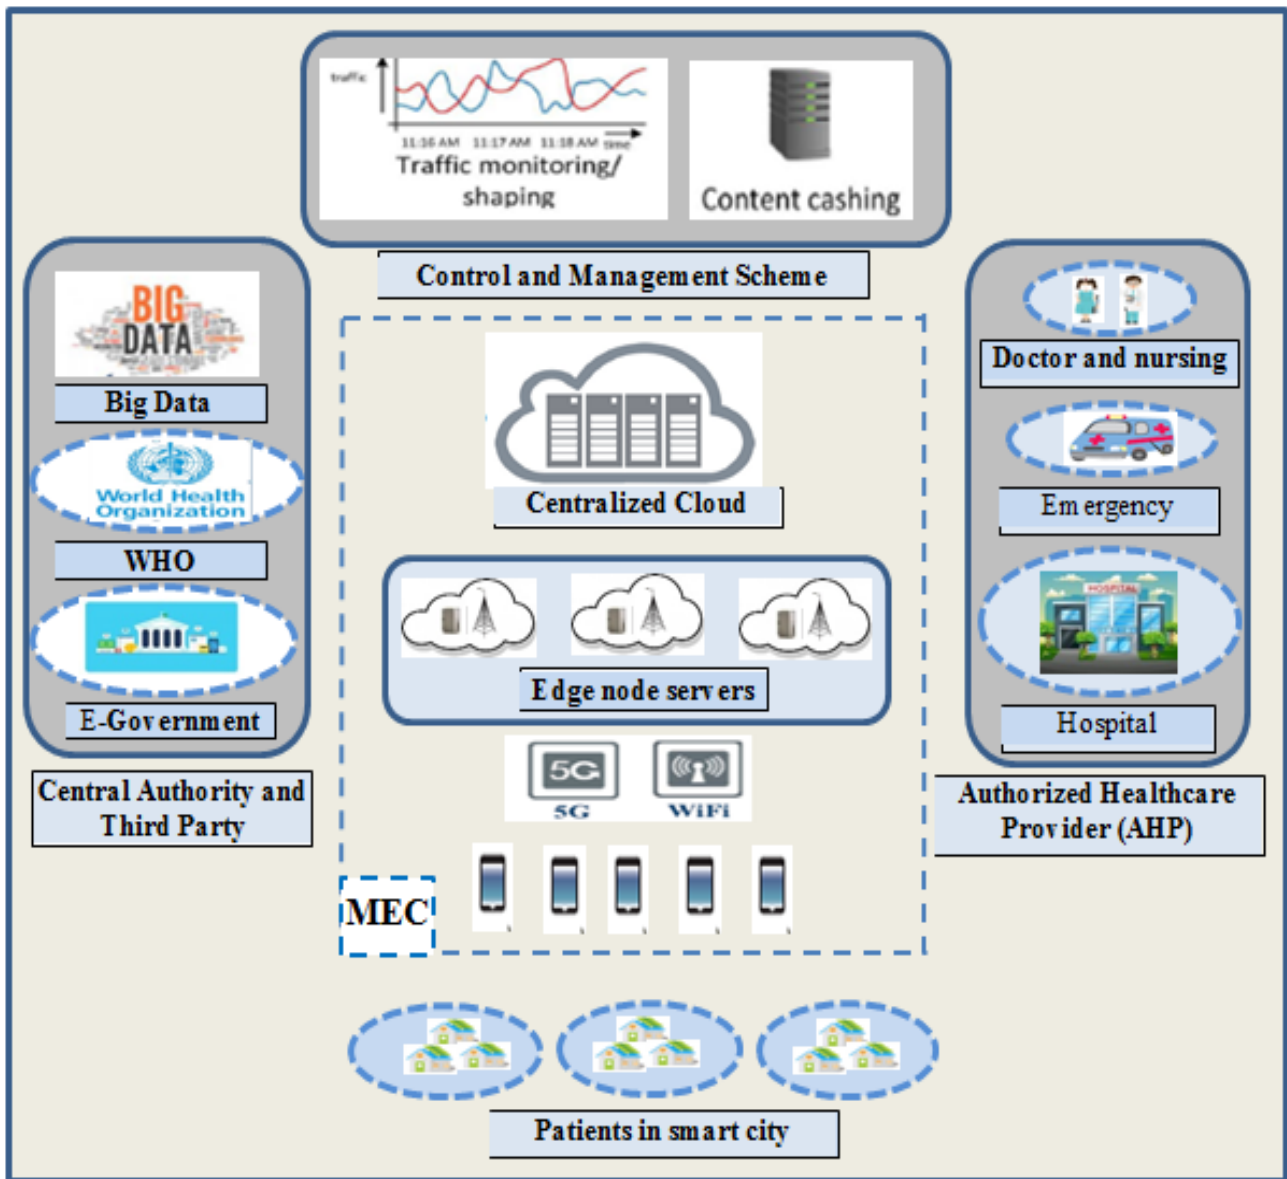 traffic
11:16 AM 11:17 AM 11:18 AM time
Traffic monitoring/
shaping
Content cashing
Control and Management Scheme
BIG
DATA
Big Data
World Health
Organization
WHO
E-Government
Central Authority and
Third Party
Centralized Cloud
Edge node servers
5G
5G
WiFi
MEC
Doctor and nursing
Emergency
HOSPITAL
Hospital
Authorized Healthcare
Provider (AHP)
Patients in smart city